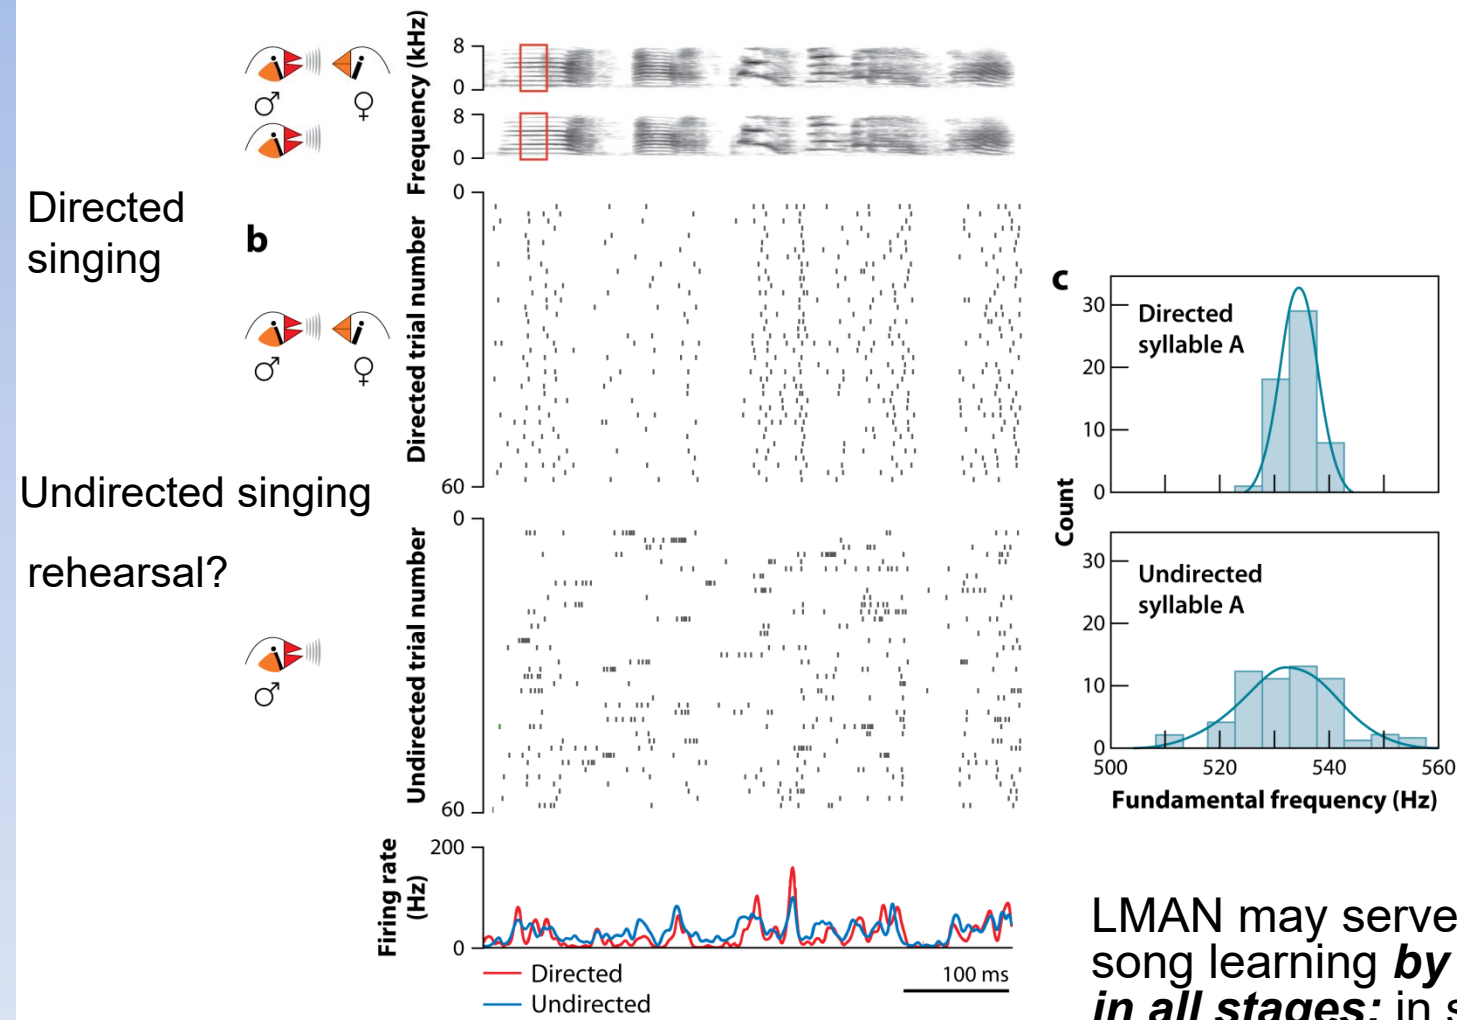 Directed
singing
Undirected singing
rehearsal?
♂ ♀
♂
Frequency (kHz)
8
0
8
0
b
♂ ♀
Directed trial number
0
60
♂
Undirected trial number
0
60
Firing rate
(Hz)
200
0
Directed
Undirected
100 ms
c
Count
30
20
10
0
Directed
syllable A
30
20
10
0
Undirected
syllable A
500 520 540 560
Fundamental frequency (Hz)
LMAN may serve
song learning by
in all stages: in s